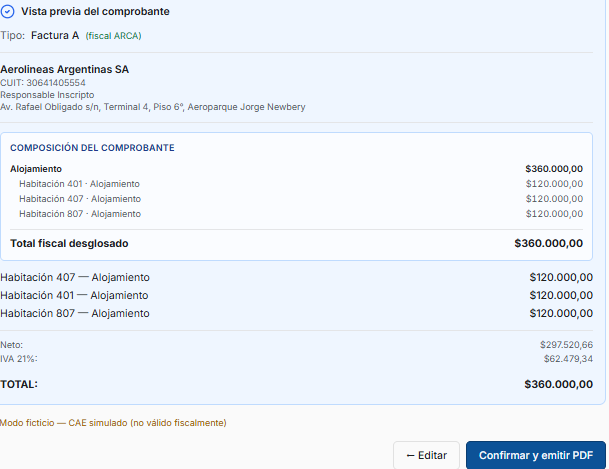 Vista previa del comprobante
Tipo: Factura A (fiscal ARCA)
Aerolineas Argentinas SA
CUIT: 30641405554
Responsable Inscripto
Av. Rafael Obligado s/n, Terminal 4, Piso 6°, Aeroparque Jorge Newbery
COMPOSICIÓN DEL COMPROBANTE
Alojamiento $360.000,00
Habitación 401 · Alojamiento $120.000,00
Habitación 407 · Alojamiento $120.000,00
Habitación 807 · Alojamiento $120.000,00
Total fiscal desglosado $360.000,00
Habitación 407 — Alojamiento $120.000,00
Habitación 401 — Alojamiento $120.000,00
Habitación 807 — Alojamiento $120.000,00
Neto: $297.520,66
IVA 21%: $62.479,34
TOTAL: $360.000,00
Modo ficticio — CAE simulado (no válido fiscalmente)
← Editar Confirmar y emitir PDF